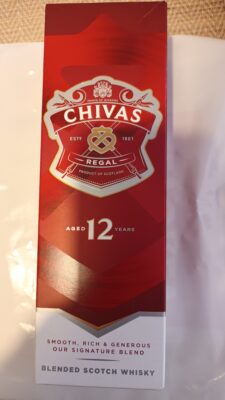 CHIVAS
ESTD 1801
REGAL
PRODUCT OF SCOTLAND
AGED 12 YEARS
SMOOTH, RICH & GENEROUS
OUR SIGNATURE BLEND
BLENDED SCOTCH WHISKY